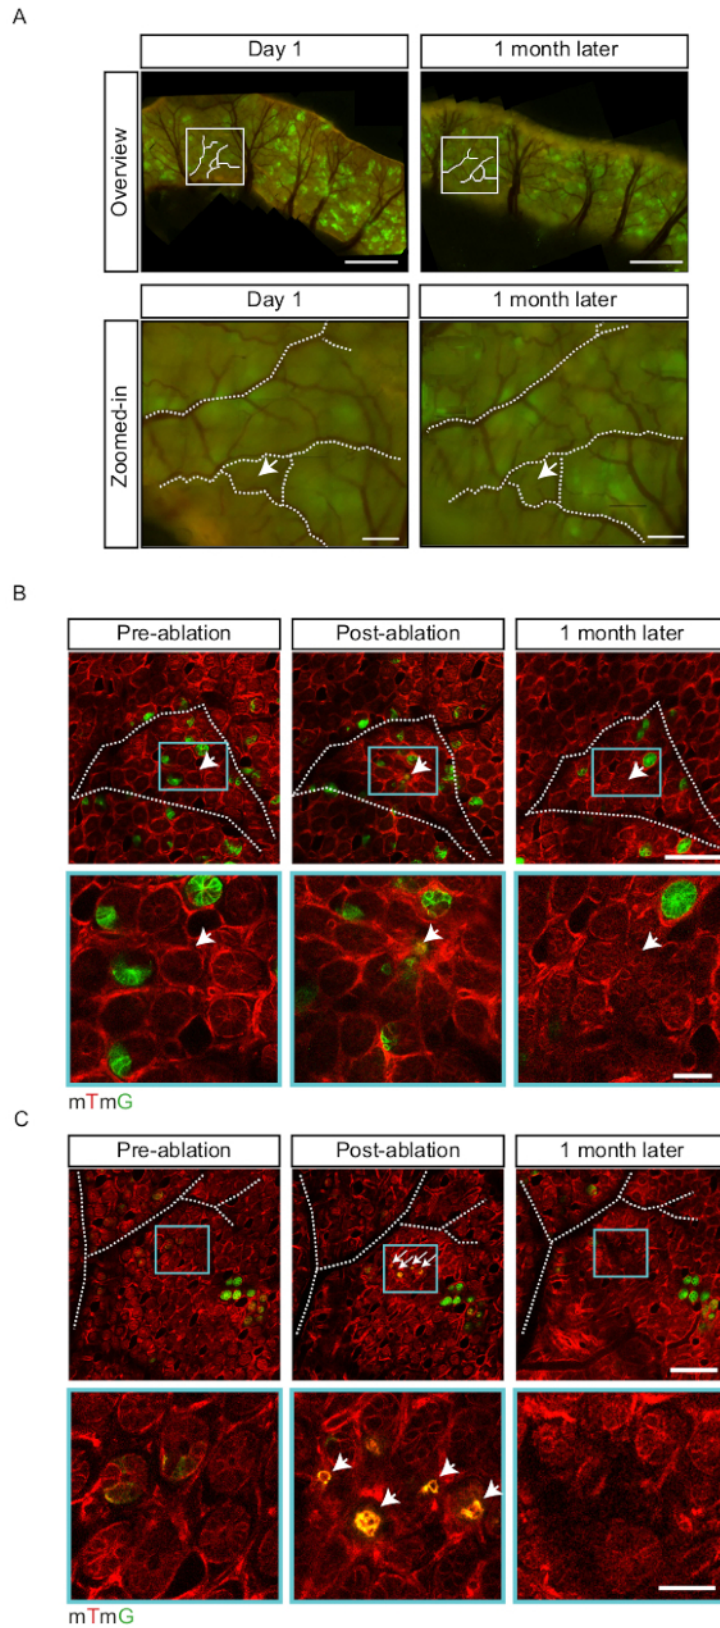 A
Day 1
1 month later
Overview
Day 1
1 month later
Zoomed-in
B
Pre-ablation
Post-ablation
1 month later
mTmG
C
Pre-ablation
Post-ablation
1 month later
mTmG